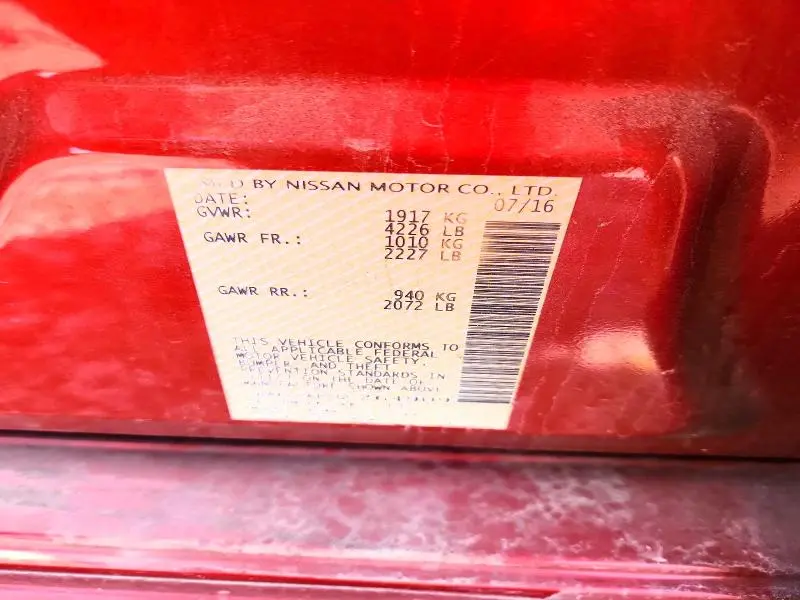 MFD BY NISSAN MOTOR CO., LTD.
DATE: 07/16
GVWR: 1917 KG
4226 LB
GAWR FR.: 1010 KG
2227 LB
GAWR RR.: 940 KG
2072 LB
THIS VEHICLE CONFORMS TO
ALL APPLICABLE FEDERAL
MOTOR VEHICLE SAFETY,
BUMPER, AND THEFT
PREVENTION STANDARDS IN
ON THE DATE OF
SHOWN ABOVE